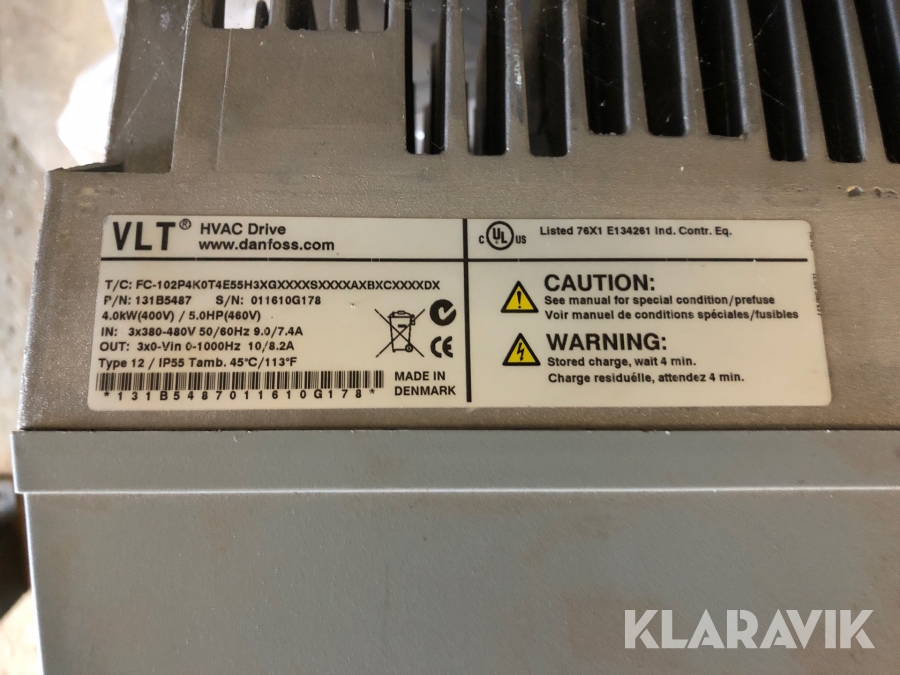 VLT® HVAC Drive
www.danfoss.com
T/C: FC-102P4K0T4E55H3XGXXXXSXXXXAXBXCXXXXDX
P/N: 131B5487 S/N: 011610G178
4.0kW(400V) / 5.0HP(460V)
IN: 3x380-480V 50/60Hz 9.0/7.4A
OUT: 3x0-Vin 0-1000Hz 10/8.2A
Type 12 / IP55 Tamb. 45°C/113°F
*131B5487011610G178*
MADE IN
DENMARK
CE
c UL US Listed 76X1 E134261 Ind. Contr. Eq.
CAUTION:
See manual for special condition/prefuse
Voir manuel de conditions spéciales/fusibles
WARNING:
Stored charge, wait 4 min.
Charge residuélle, attendez 4 min.
KLARAVIK